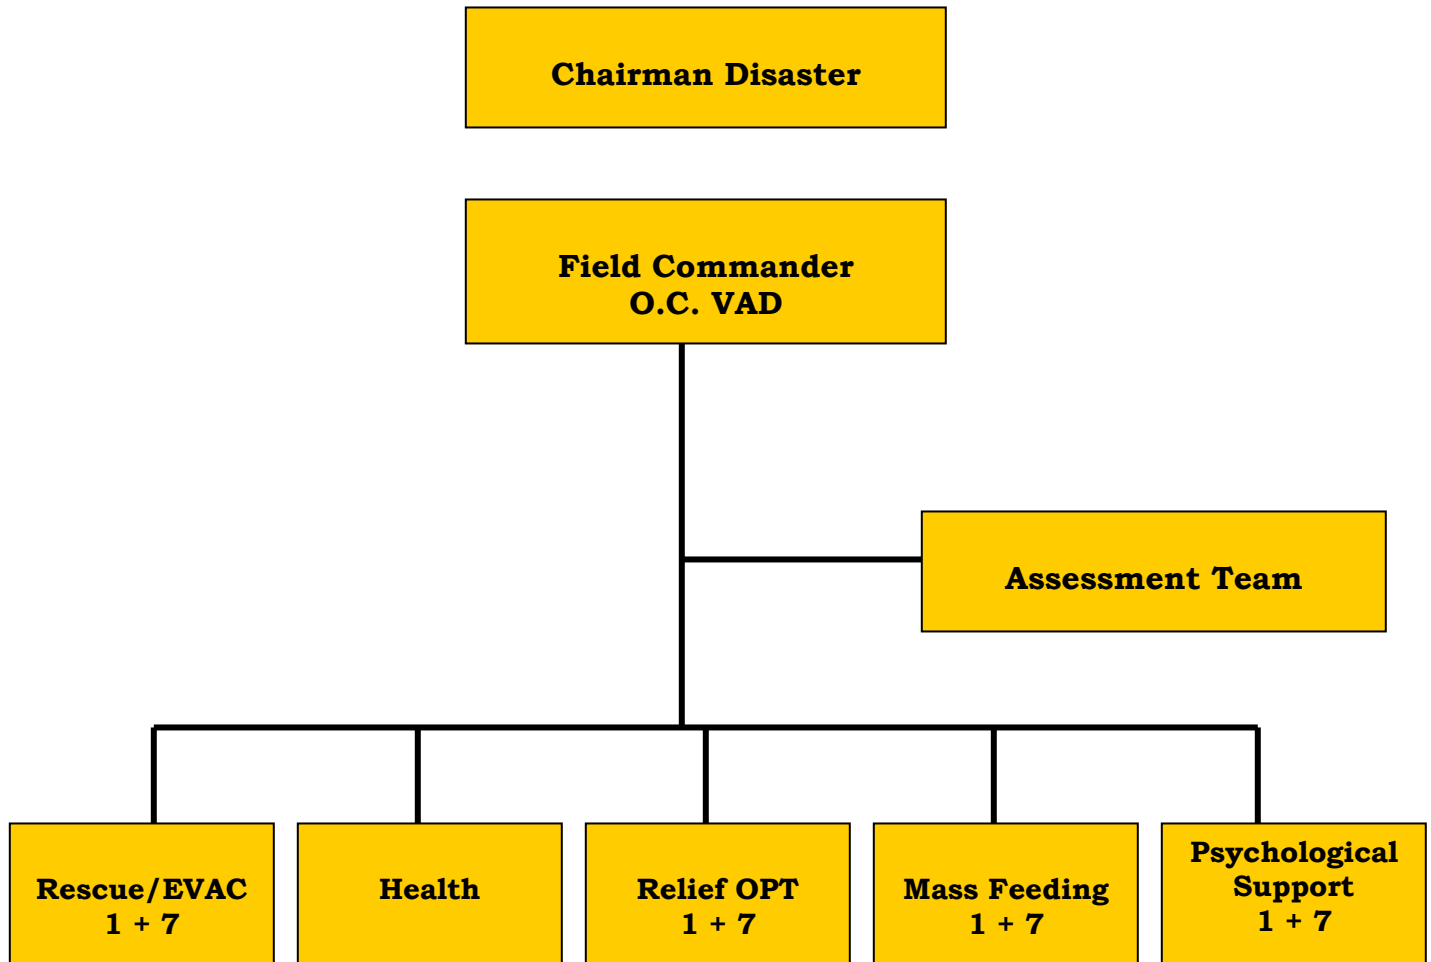 Chairman Disaster
Field Commander
O.C. VAD
Assessment Team
Rescue/EVAC
1 + 7
Health
Relief OPT
1 + 7
Mass Feeding
1 + 7
Psychological
Support
1 + 7